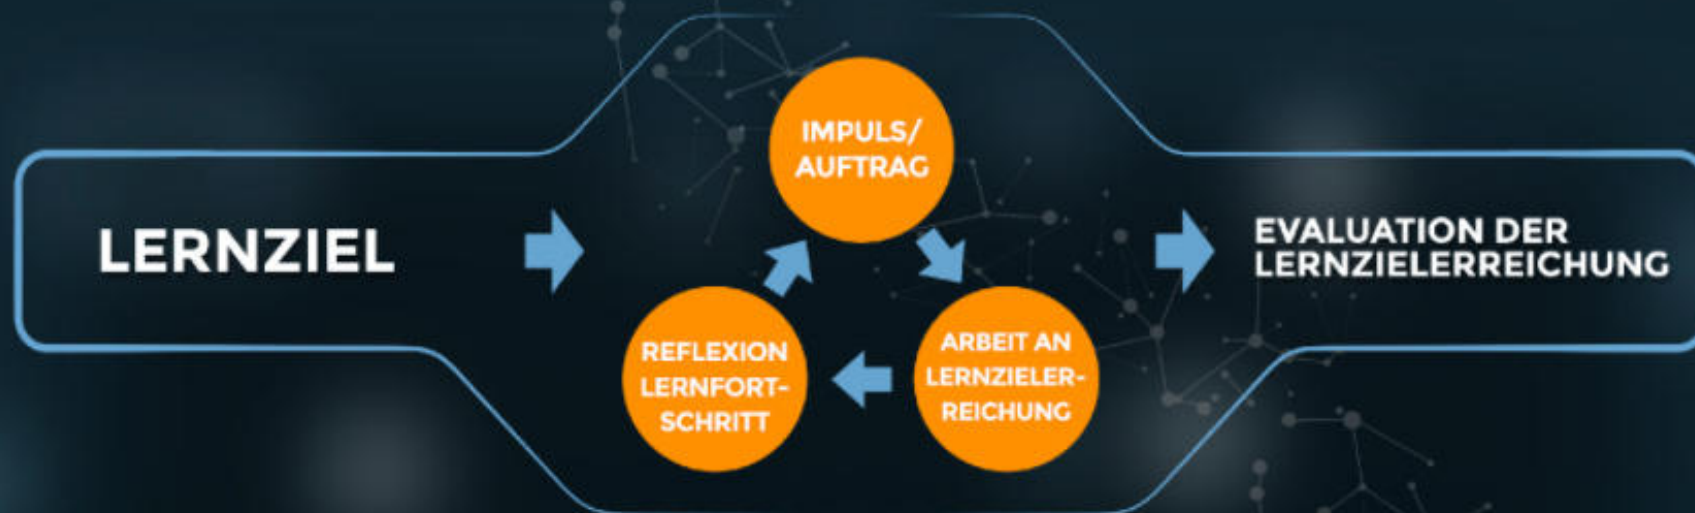 LERNZIEL
IMPULS/
AUFTRAG
ARBEIT AN
LERNZIELER-
REICHUNG
REFLEXION
LERNFORT-
SCHRITT
EVALUATION DER
LERNZIELERREICHUNG